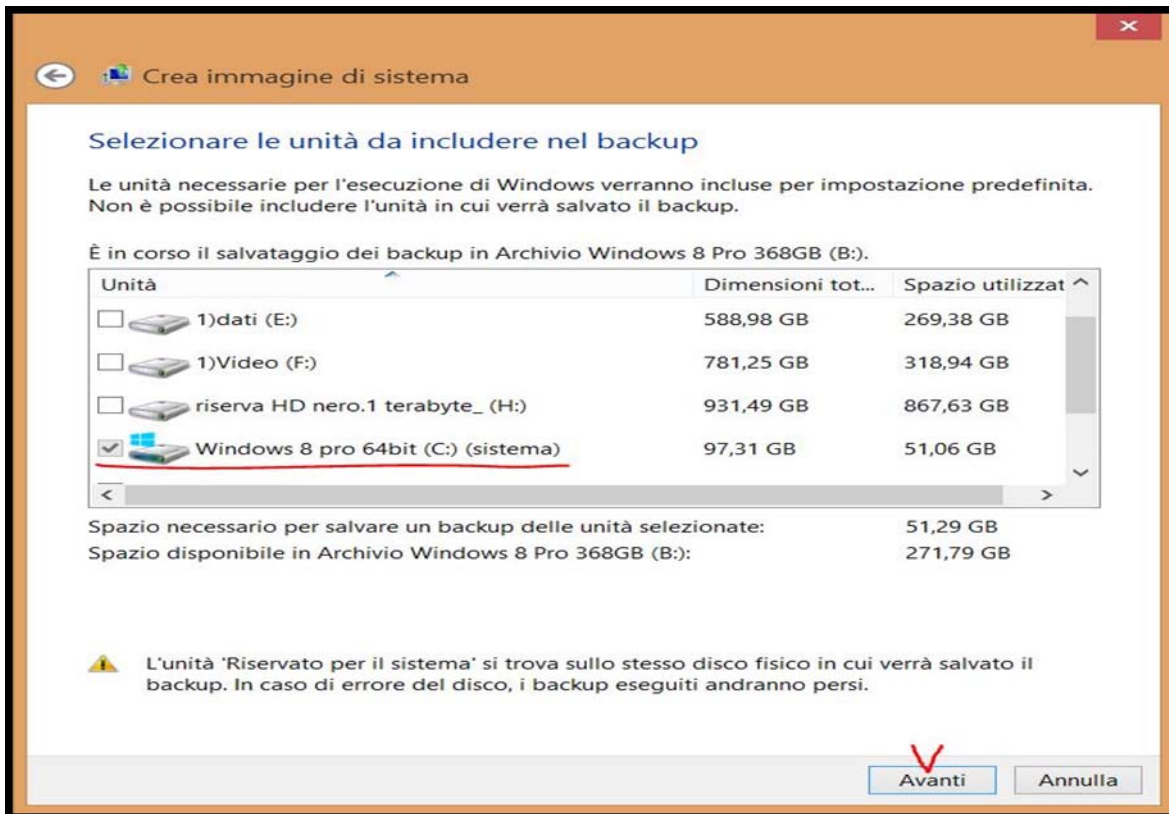 Crea immagine di sistema
Selezionare le unità da includere nel backup
Le unità necessarie per l'esecuzione di Windows verranno incluse per impostazione predefinita.
Non è possibile includere l'unità in cui verrà salvato il backup.
È in corso il salvataggio dei backup in Archivio Windows 8 Pro 368GB (B:).
Unità Dimensioni tot... Spazio utilizzat
1)dati (E:) 588,98 GB 269,38 GB
1)Video (F:) 781,25 GB 318,94 GB
riserva HD nero.1 terabyte_ (H:) 931,49 GB 867,63 GB
Windows 8 pro 64bit (C:) (sistema) 97,31 GB 51,06 GB
Spazio necessario per salvare un backup delle unità selezionate: 51,29 GB
Spazio disponibile in Archivio Windows 8 Pro 368GB (B:): 271,79 GB
L'unità 'Riservato per il sistema' si trova sullo stesso disco fisico in cui verrà salvato il
backup. In caso di errore del disco, i backup eseguiti andranno persi.
Avanti Annulla